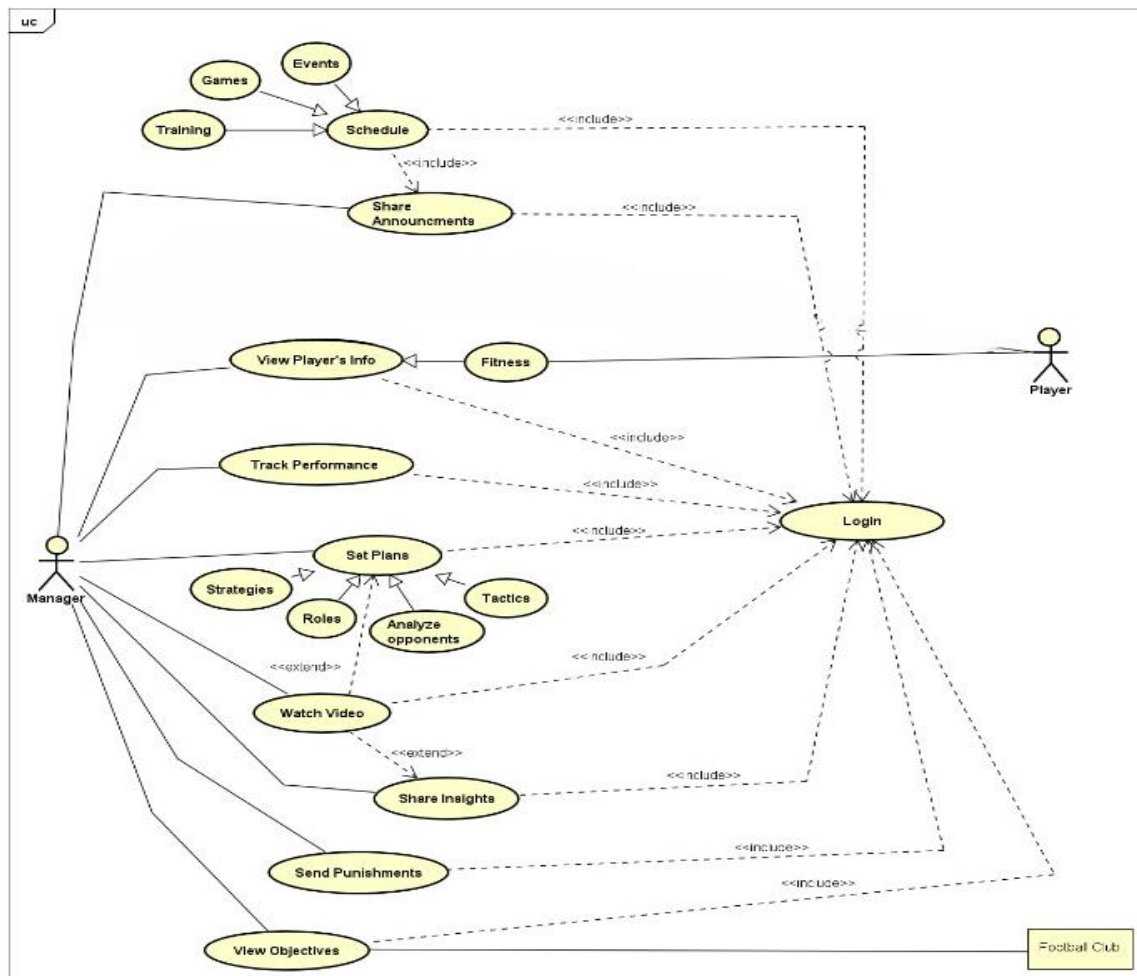 uc
Events
Games
Training
Schedule
<<include>>
<<include>>
Share
Announcments
<<include>>
View Player's Info
Fitness
Player
<<include>>
Track Performance
<<include>>
Login
<<include>>
Set Plans
Manager
Strategies
Roles
Analyze
opponents
Tactics
<<extend>>
<<include>>
Watch Video
<<extend>>
<<include>>
Share Insights
<<include>>
Send Punishments
<<include>>
View Objectives
Football Club